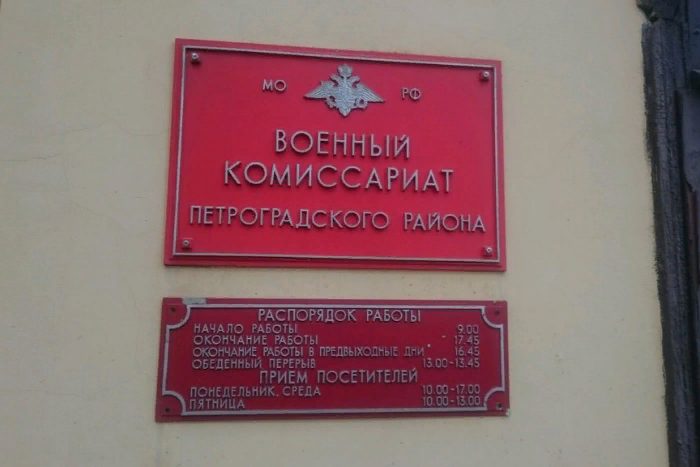 МО РФ
ВОЕННЫЙ
КОМИССАРИАТ
ПЕТРОГРАДСКОГО РАЙОНА
РАСПОРЯДОК РАБОТЫ
НАЧАЛО РАБОТЫ 9.00
ОКОНЧАНИЕ РАБОТЫ 17.45
ОКОНЧАНИЕ РАБОТЫ В ПРЕДВЫХОДНЫЕ ДНИ 16.45
ОБЕДЕННЫЙ ПЕРЕРЫВ 13.00-13.45
ПРИЕМ ПОСЕТИТЕЛЕЙ
ПОНЕДЕЛЬНИК, СРЕДА 10.00-17.00
ПЯТНИЦА 10.00-13.00